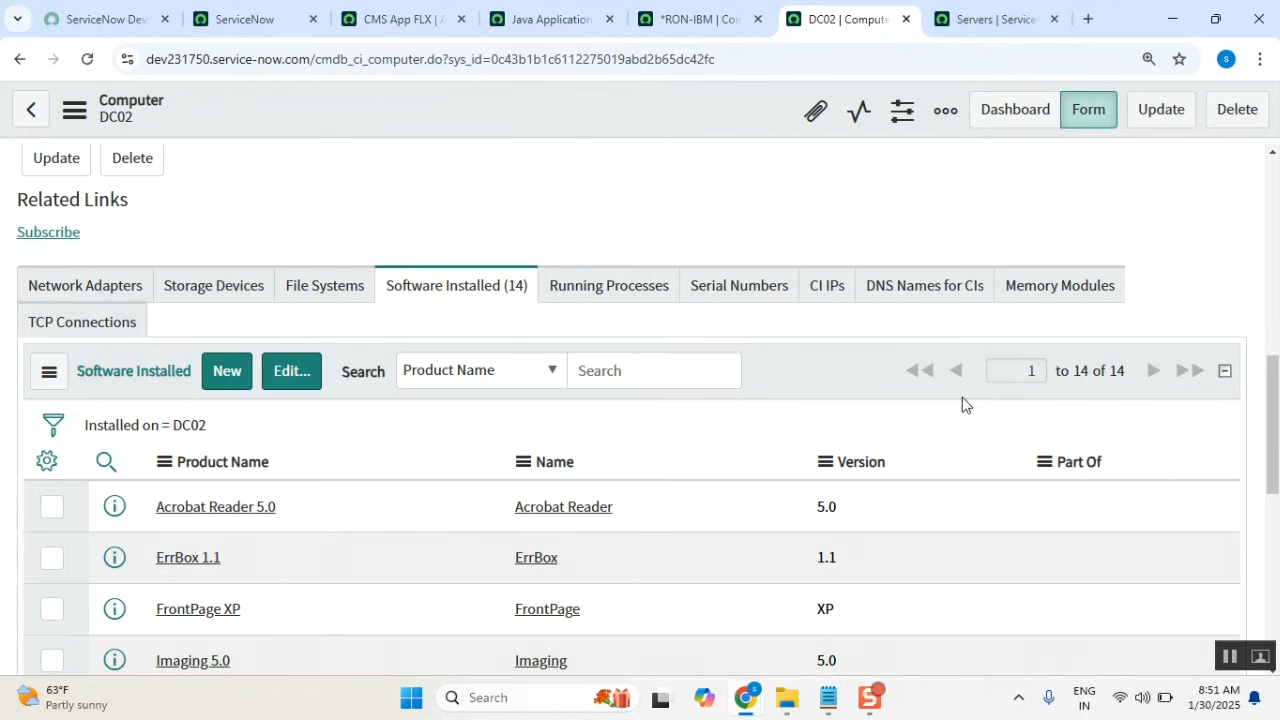 ServiceNow Dev
ServiceNow
CMS App FLX | A
Java Application
*RON-IBM | Con
DC02 | Compute
Servers | Service
dev231750.service-now.com/cmdb_ci_computer.do?sys_id=0c43b1b1c6112275019abd2b65dc42fc
S
Computer
DC02
Dashboard
Form
Update
Delete
Update
Delete
Related Links
Subscribe
Network Adapters
Storage Devices
File Systems
Software Installed (14)
Running Processes
Serial Numbers
CI IPs
DNS Names for CIs
Memory Modules
TCP Connections
Software Installed
New
Edit...
Search
Product Name
Search
1
to 14 of 14
Installed on = DC02
Product Name
Name
Version
Part Of
Acrobat Reader 5.0
Acrobat Reader
5.0
ErrBox 1.1
ErrBox
1.1
FrontPage XP
FrontPage
XP
Imaging 5.0
Imaging
5.0
63°F
Partly sunny
Search
ENG
IN
8:51 AM
1/30/2025